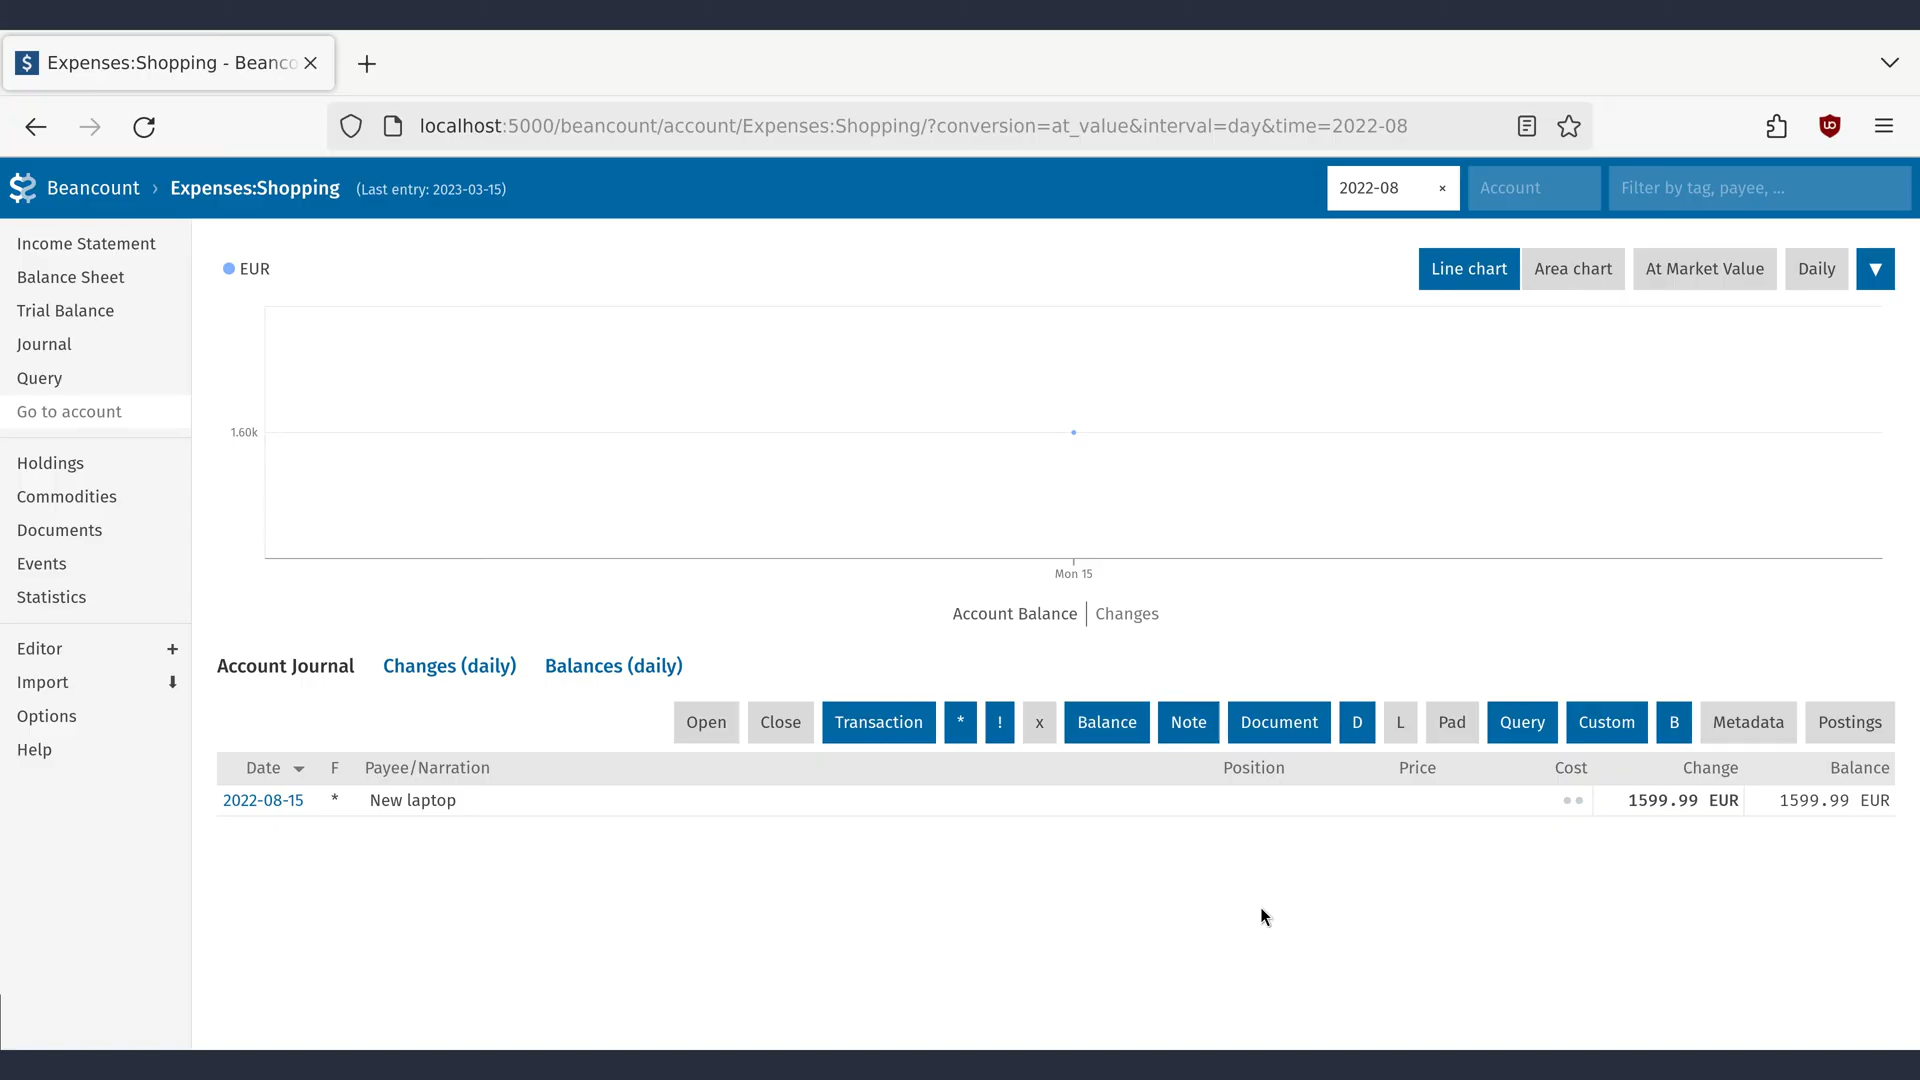 Expenses:Shopping - Beanco
localhost:5000/beancount/account/Expenses:Shopping/?conversion=at_value&interval=day&time=2022-08
Beancount › Expenses:Shopping (Last entry: 2023-03-15) 2022-08 × Account Filter by tag, payee, ...
Income Statement
Balance Sheet
Trial Balance
Journal
Query
Go to account
Holdings
Commodities
Documents
Events
Statistics
Editor +
Import
Options
Help
EUR Line chart Area chart At Market Value Daily ▼
1.60k
Mon 15
Account Balance | Changes
Account Journal Changes (daily) Balances (daily)
Open Close Transaction * ! x Balance Note Document D L Pad Query Custom B Metadata Postings
Date F Payee/Narration Position Price Cost Change Balance
2022-08-15 * New laptop 1599.99 EUR 1599.99 EUR